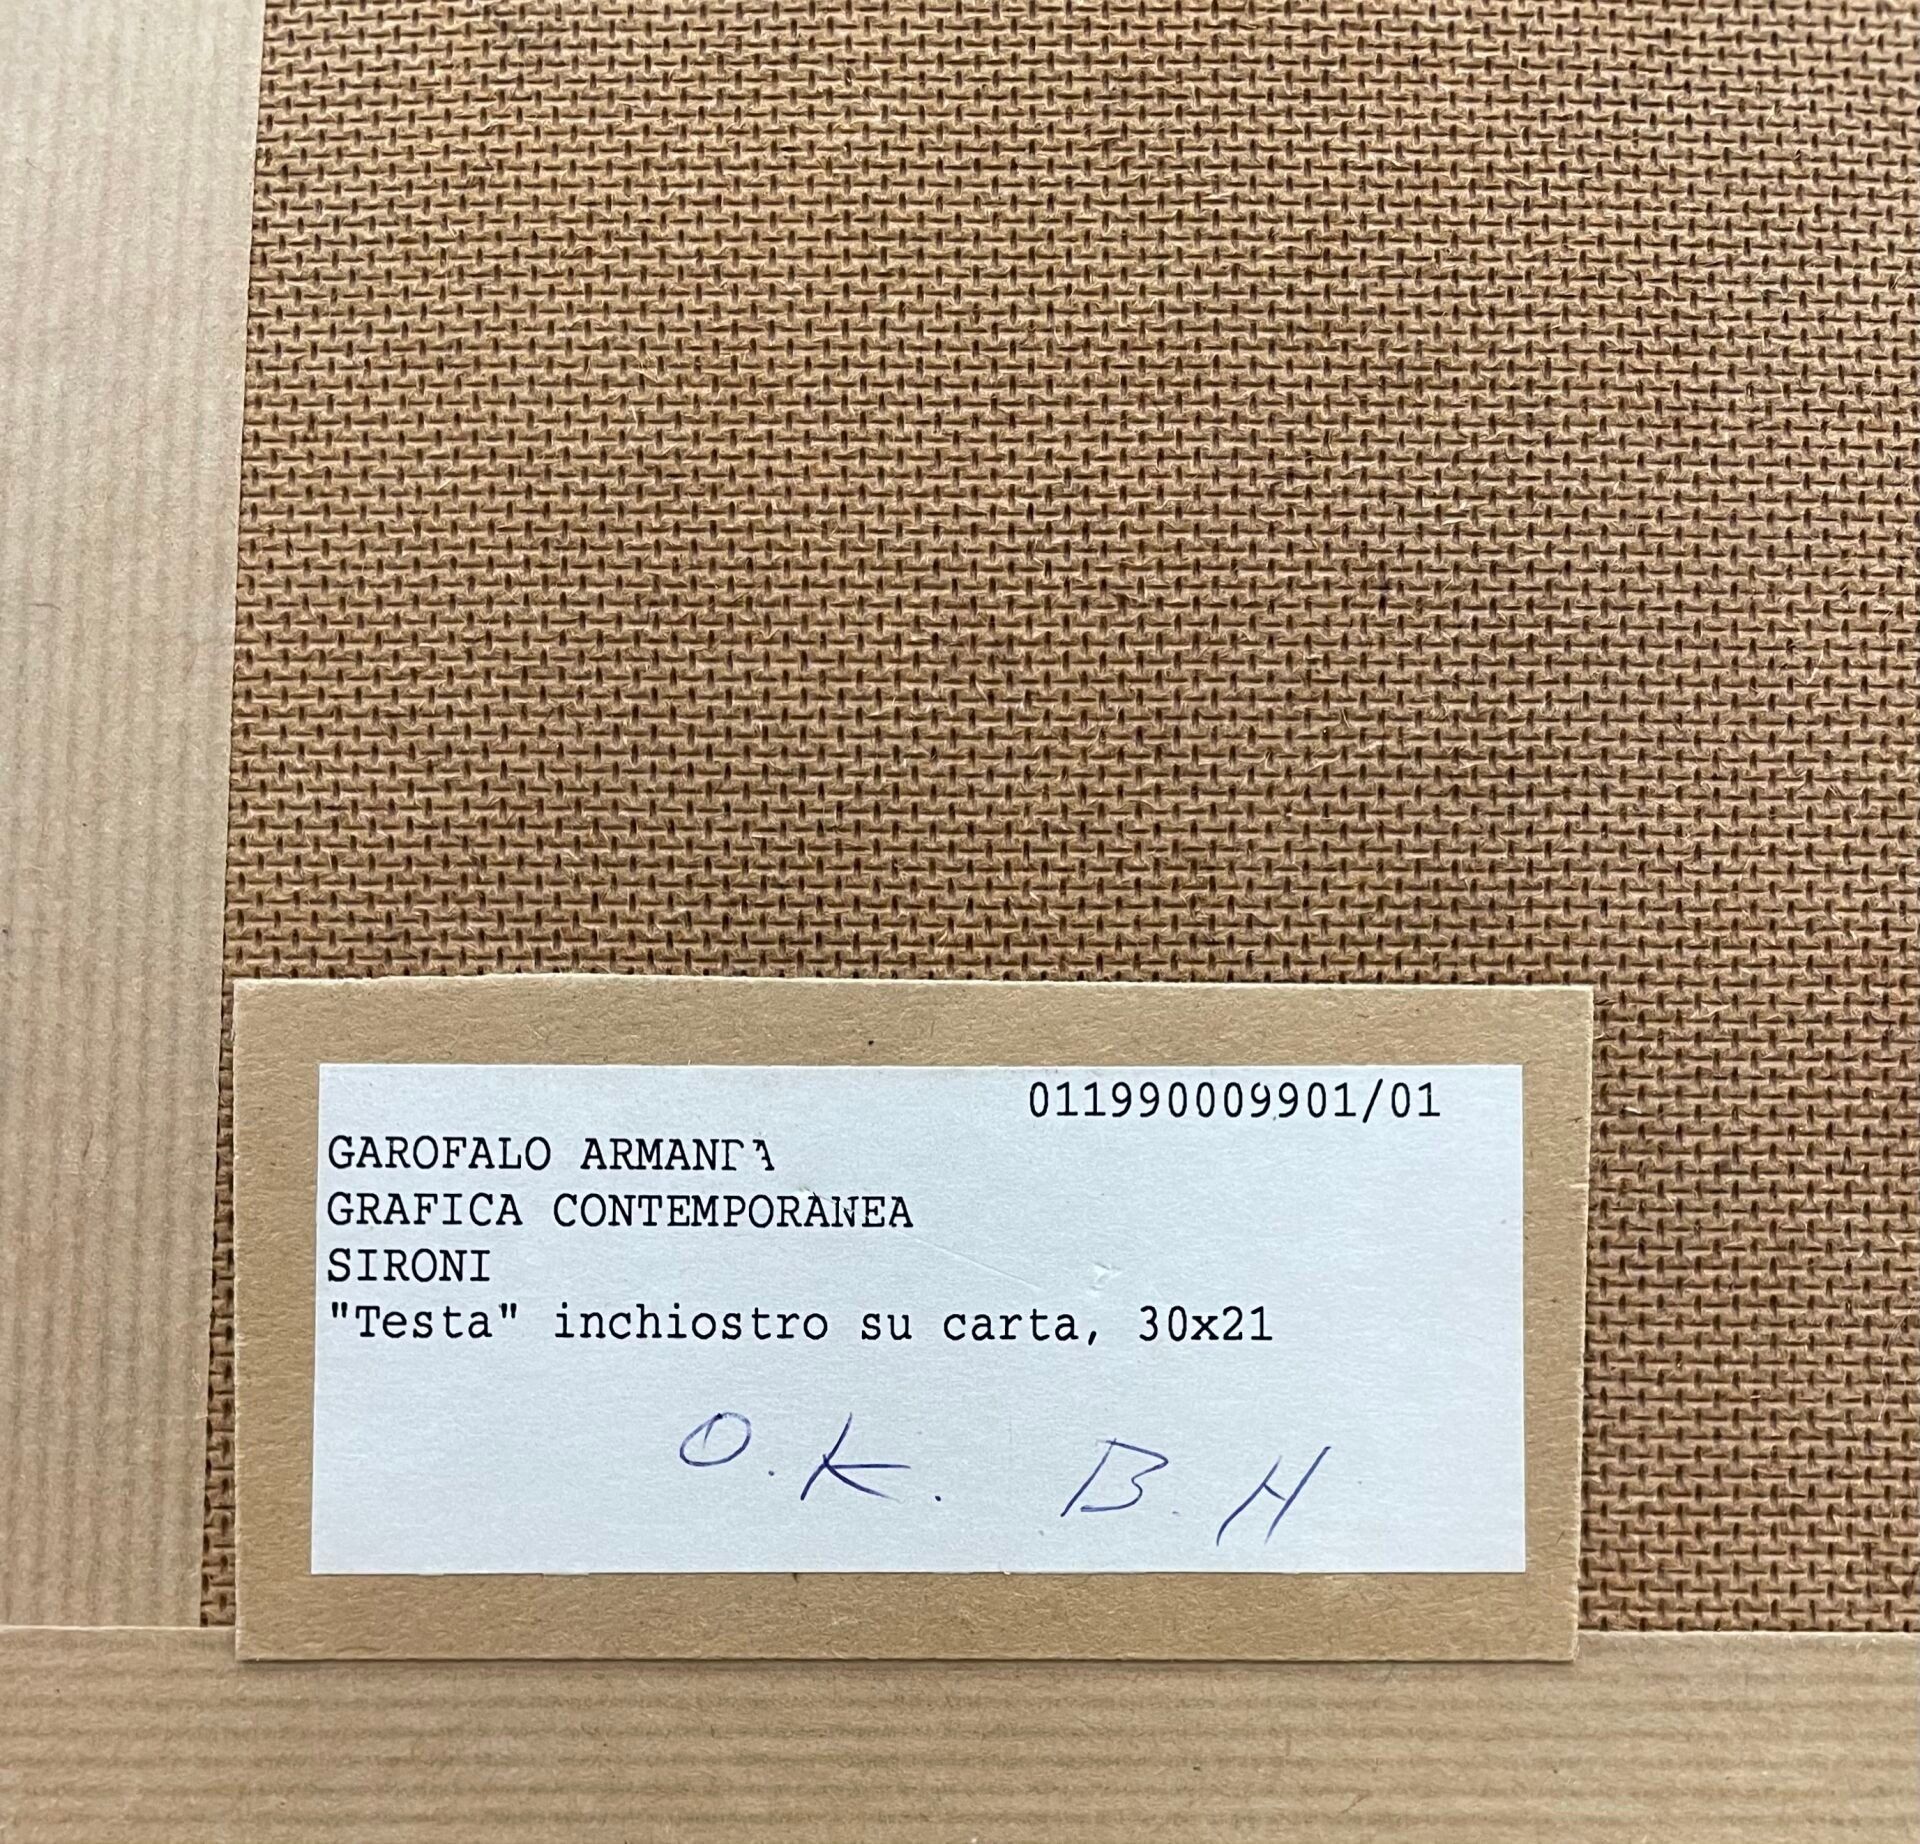 011990009901/01
GAROFALO ARMANDA
GRAFICA CONTEMPORANEA
SIRONI
"Testa" inchiostro su carta, 30x21
O.K. B.H